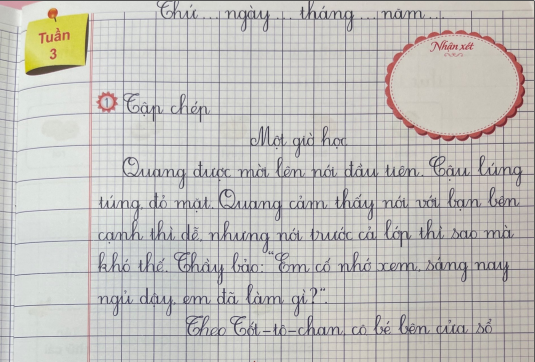 Thứ... ngày... tháng... năm...
Tuần
3
Nhận xét
1 Tập chép
Một giờ học
Quang được mời lên nói đầu tiên. Cậu lúng
túng, đỏ mặt. Quang cảm thấy nói với bạn bên
cạnh thì dễ, nhưng nói trước cả lớp thì sao mà
khó thế. Thầy bảo: "Em cố nhớ xem, sáng nay
ngủ dậy, em đã làm gì?".
Theo Tốt-tô-chan, cô bé bên cửa sổ